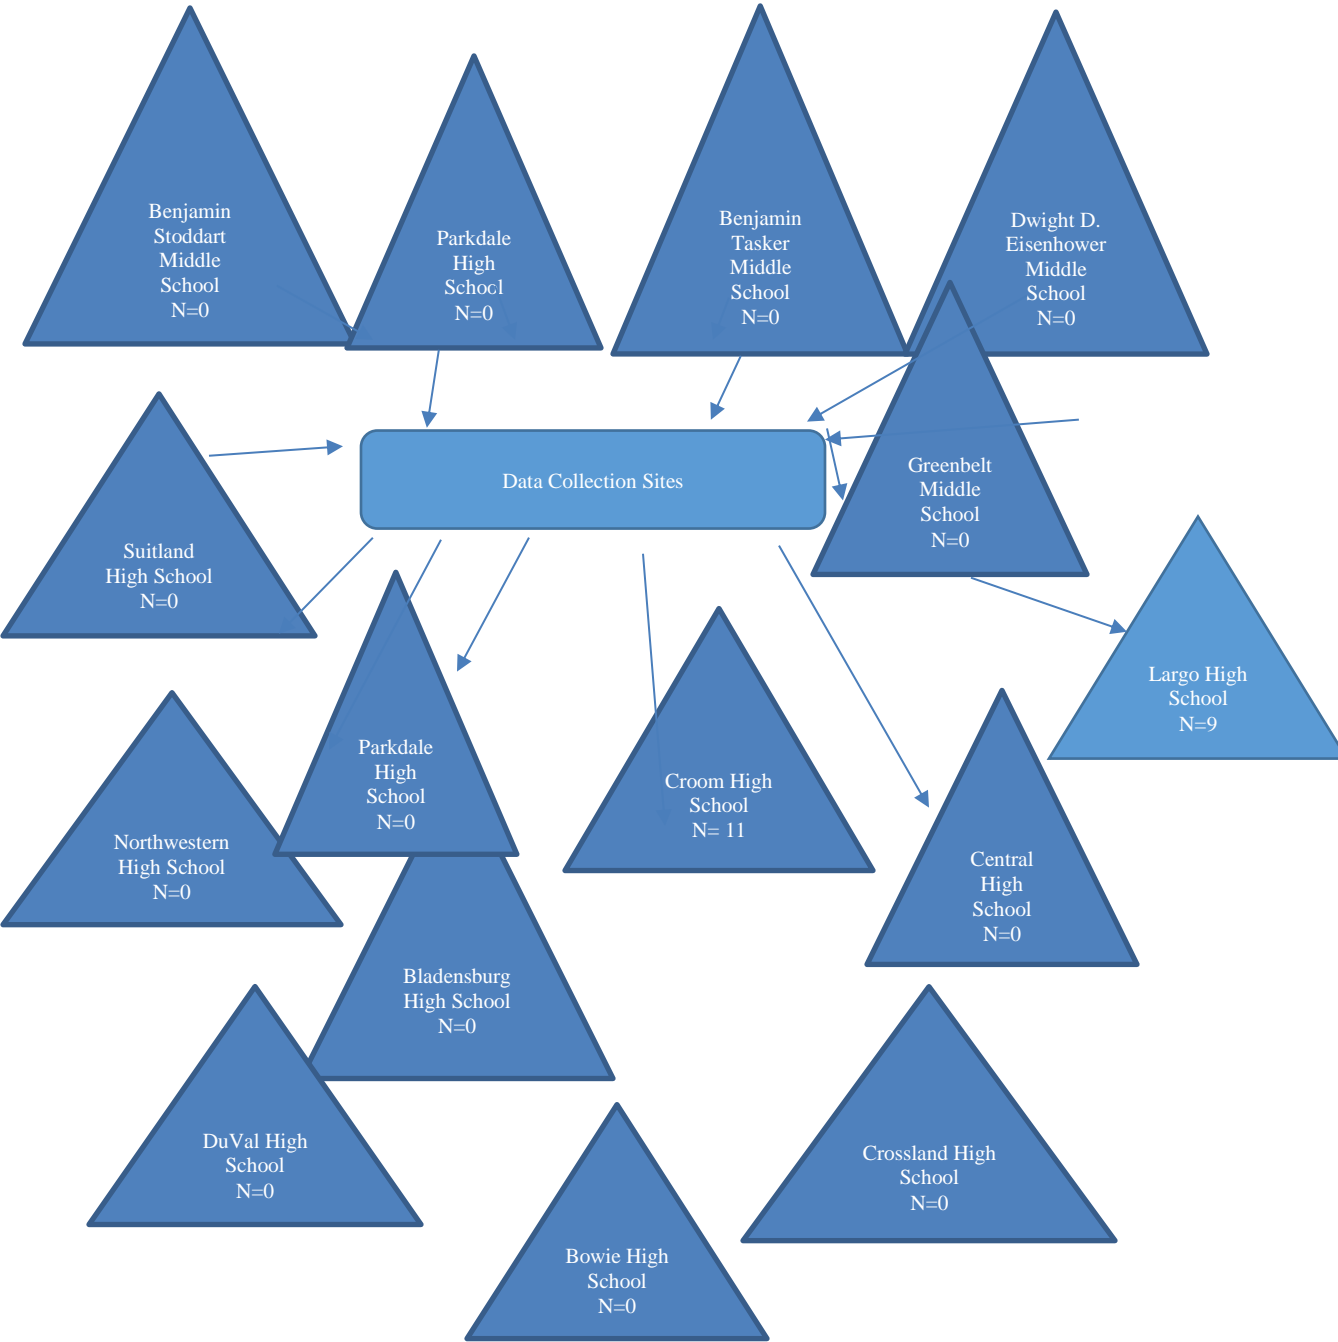 Benjamin
Stoddart
Middle
School
N=0
Parkdale
High
School
N=0
Benjamin
Tasker
Middle
School
N=0
Dwight D.
Eisenhower
Middle
School
N=0
Data Collection Sites
Greenbelt
Middle
School
N=0
Suitland
High School
N=0
Largo High
School
N=9
Parkdale
High
School
N=0
Croom High
School
N= 11
Northwestern
High School
N=0
Central
High
School
N=0
Bladensburg
High School
N=0
DuVal High
School
N=0
Crossland High
School
N=0
Bowie High
School
N=0